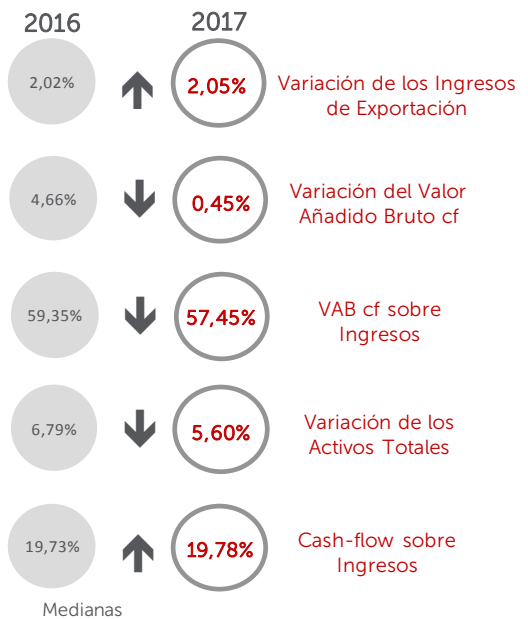 2016 2017
2,02% 2,05% Variación de los Ingresos
de Exportación
4,66% 0,45% Variación del Valor
Añadido Bruto cf
59,35% 57,45% VAB cf sobre
Ingresos
6,79% 5,60% Variación de los
Activos Totales
19,73% 19,78% Cash-flow sobre
Ingresos
Medianas